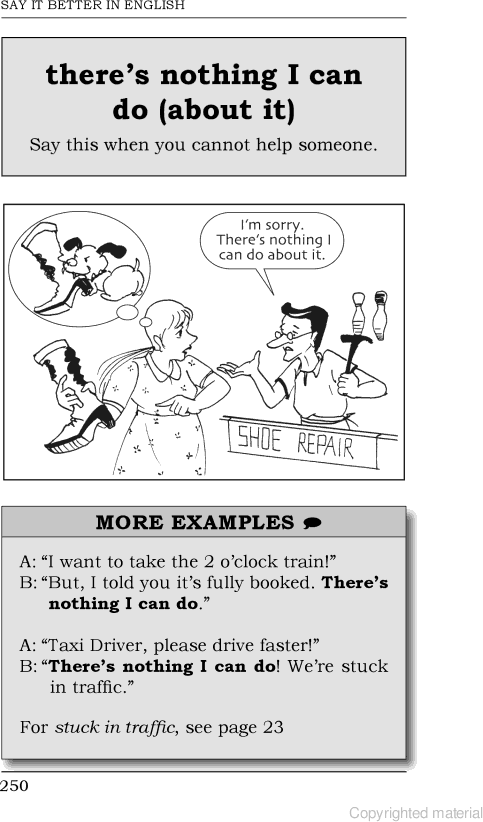 SAY IT BETTER IN ENGLISH
there's nothing I can
do (about it)
Say this when you cannot help someone.
I'm sorry.
There's nothing I
can do about it.
SHOE REPAIR
MORE EXAMPLES
A: “I want to take the 2 o’clock train!”
B: “But, I told you it’s fully booked. There’s
nothing I can do.”
A: “Taxi Driver, please drive faster!”
B: “There’s nothing I can do! We’re stuck
in traffic.”
For stuck in traffic, see page 23
250
Copyrighted material